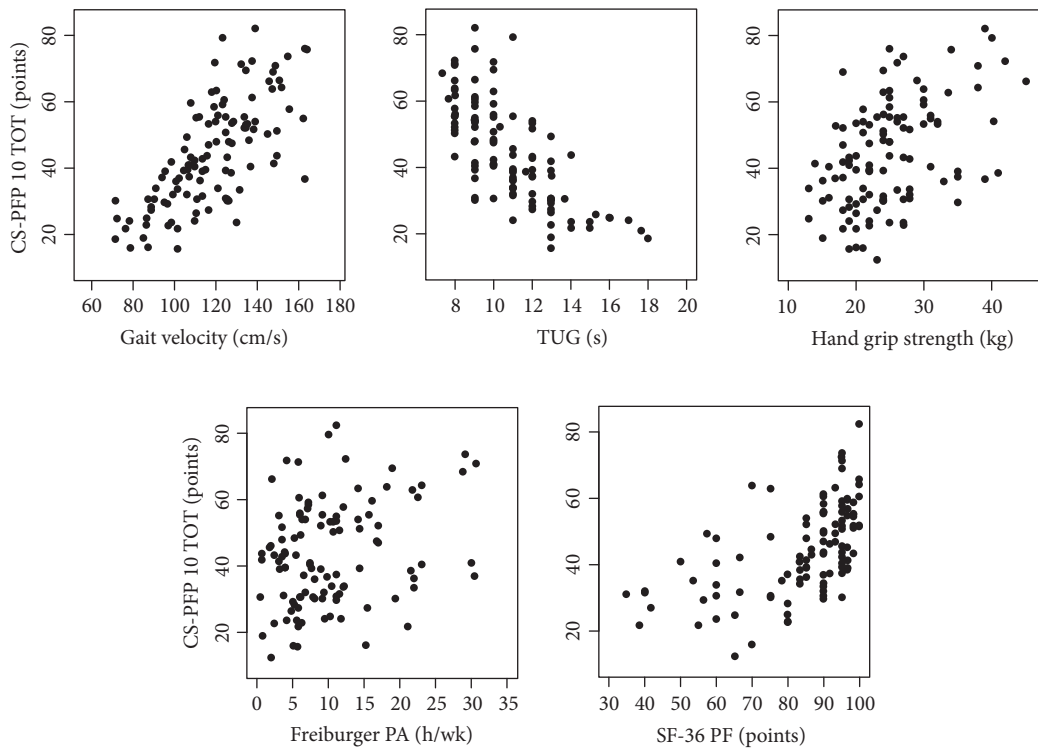 CS-PFP 10 TOT (points)
80
60
40
20
60 80 100 120 140 160 180
Gait velocity (cm/s)
80
60
40
20
8 10 12 14 16 18 20
TUG (s)
80
60
40
20
10 20 30 40
Hand grip strength (kg)
CS-PFP 10 TOT (points)
80
60
40
20
0 5 10 15 20 25 30 35
Freiburger PA (h/wk)
80
60
40
20
30 40 50 60 70 80 90 100
SF-36 PF (points)